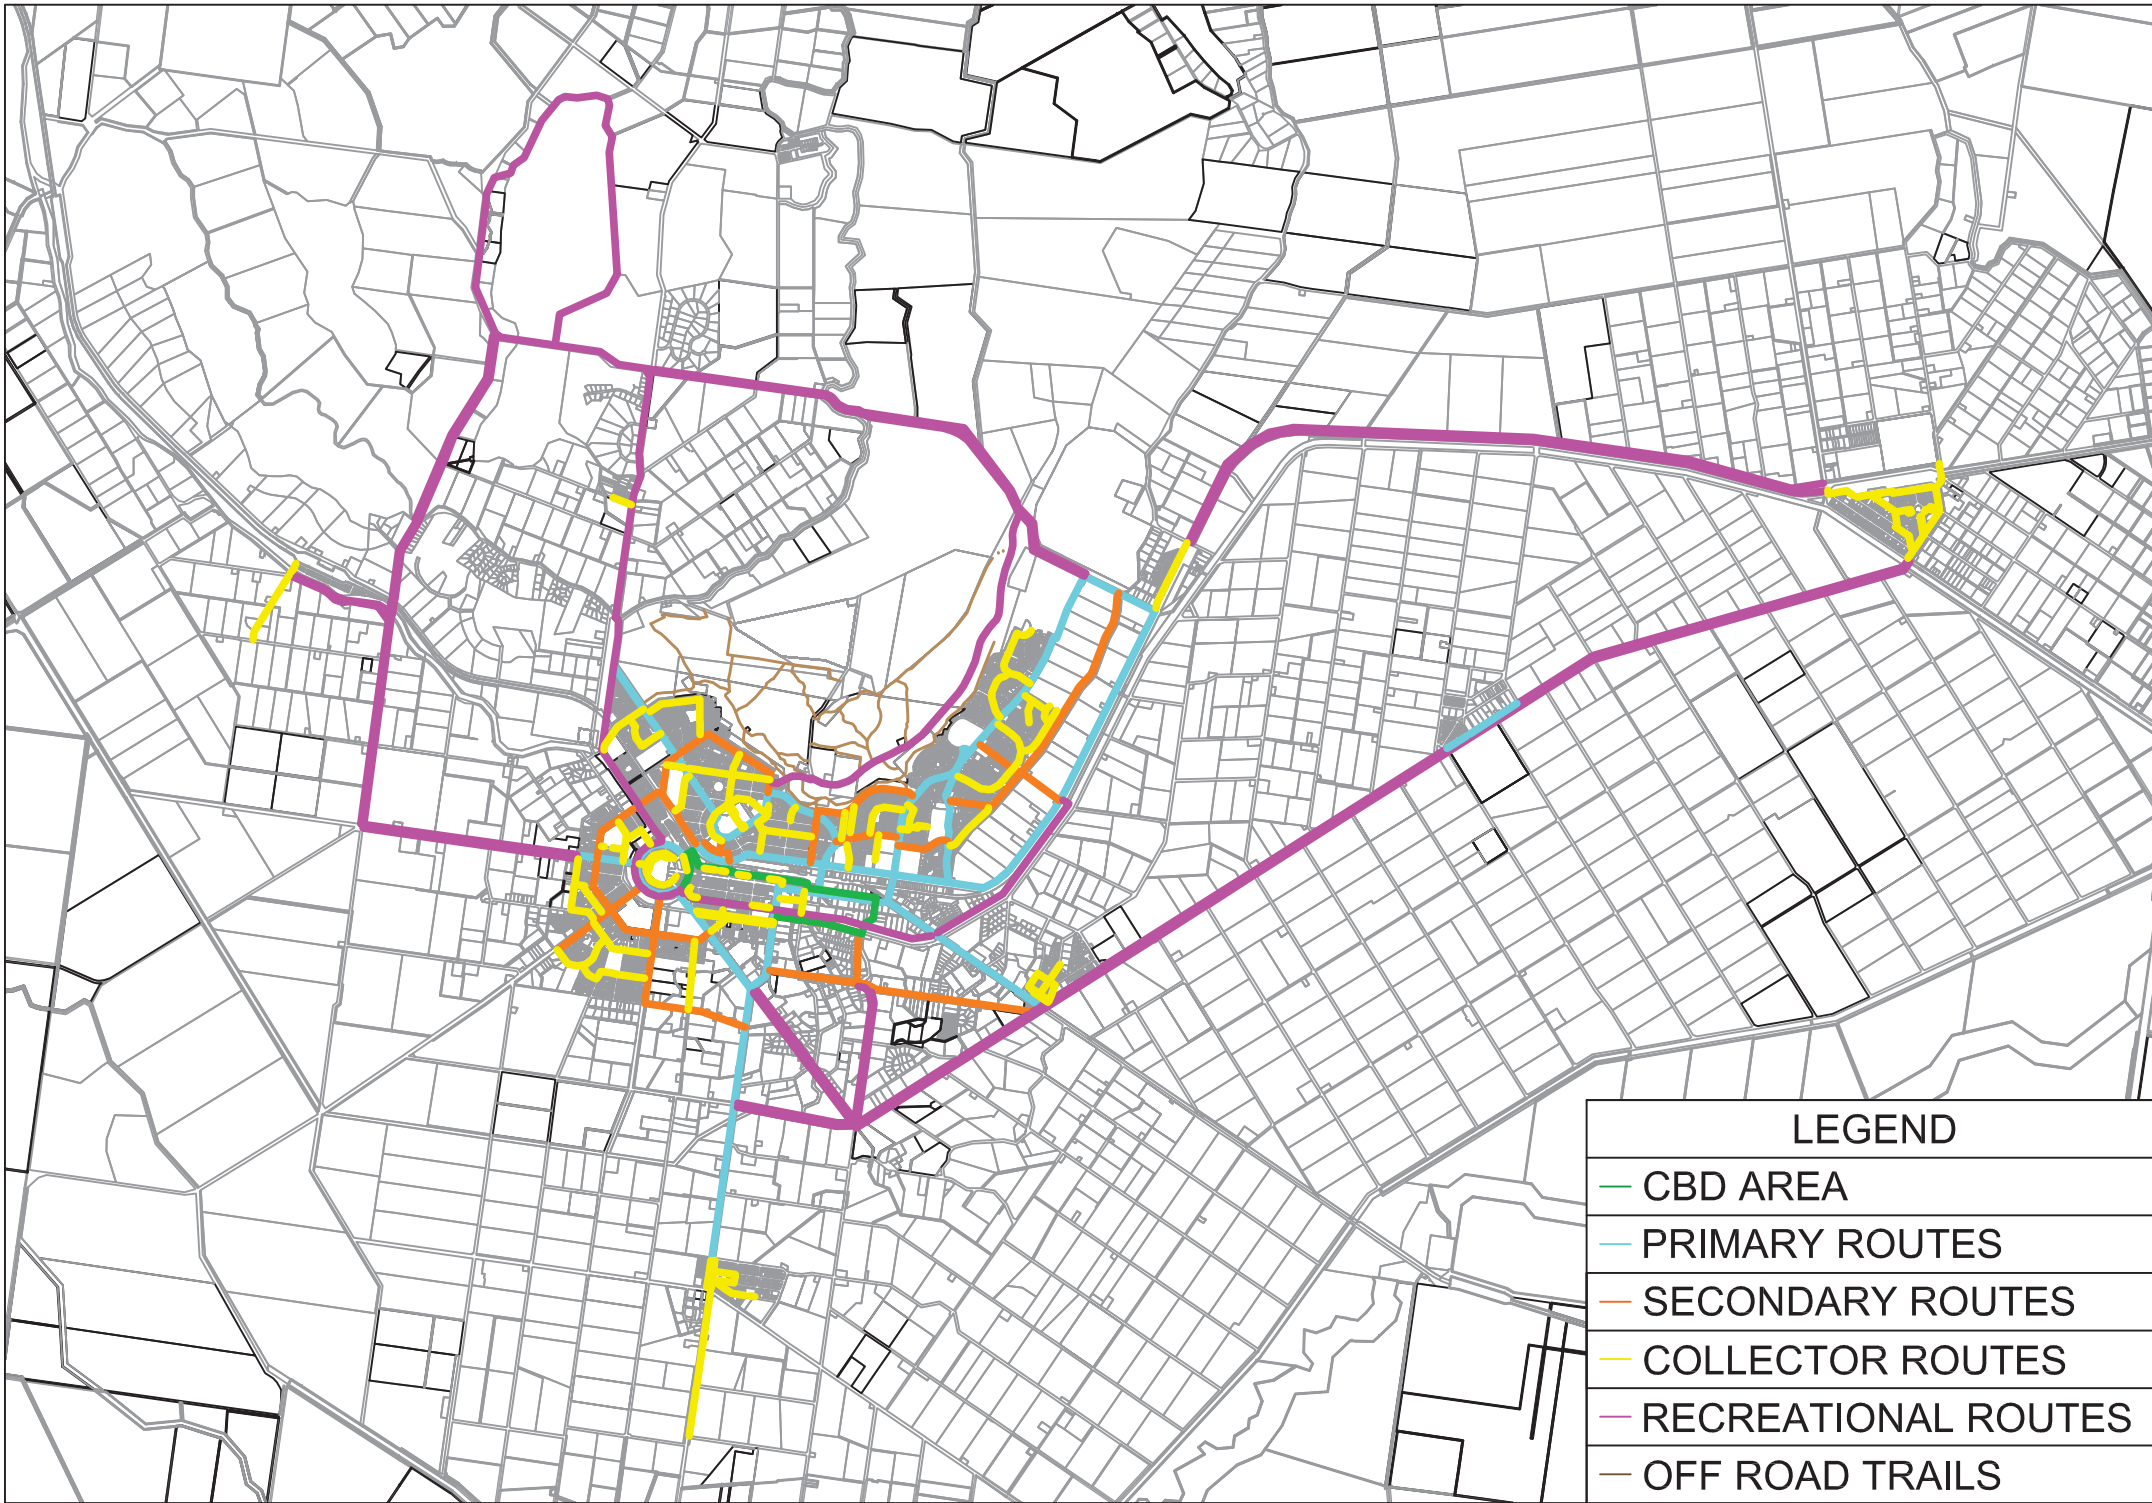 LEGEND
CBD AREA
PRIMARY ROUTES
SECONDARY ROUTES
COLLECTOR ROUTES
RECREATIONAL ROUTES
OFF ROAD TRAILS